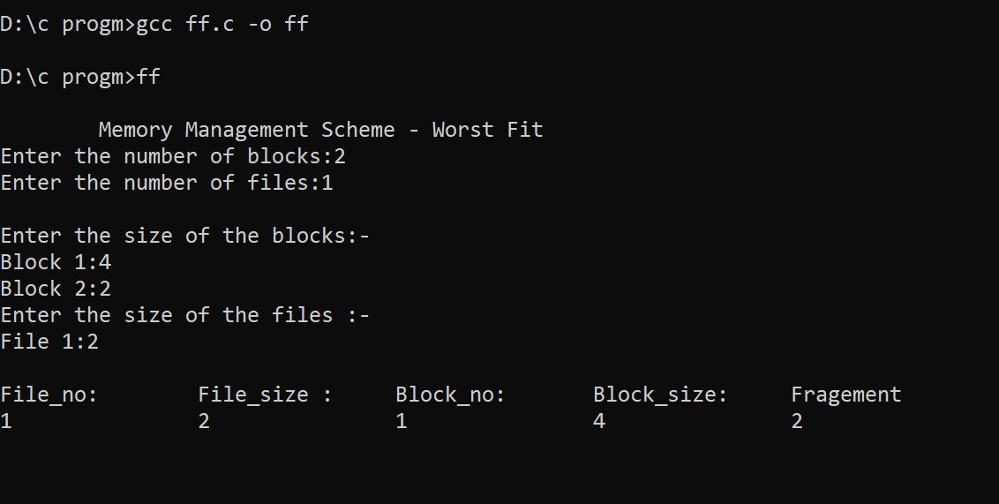 D:\c progm>gcc ff.c -o ff
D:\c progm>ff
Memory Management Scheme - Worst Fit
Enter the number of blocks:2
Enter the number of files:1
Enter the size of the blocks:-
Block 1:4
Block 2:2
Enter the size of the files :-
File 1:2
File_no: File_size : Block_no: Block_size: Fragement
1 2 1 4 2